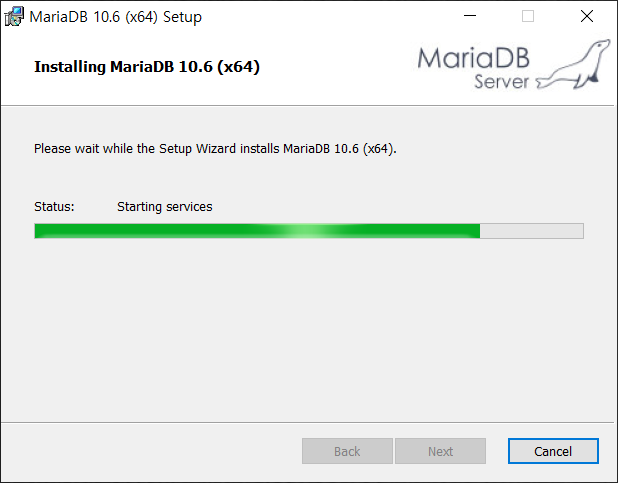 MariaDB 10.6 (x64) Setup
Installing MariaDB 10.6 (x64)
MariaDB
Server
Please wait while the Setup Wizard installs MariaDB 10.6 (x64).
Status: Starting services
Back Next Cancel